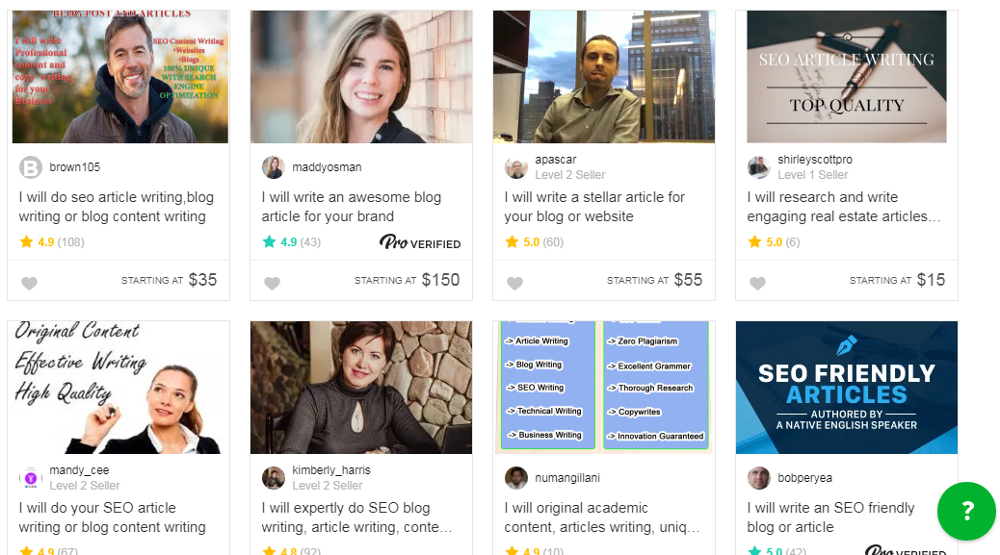 BLOG POST AND ARTICLES
I will write
Professional
content and
copy writing
for your
Business
SEO Content Writing
•Websites
•Blogs
100% UNIQUE
WITH SEARCH
ENGINE
OPTIMIZATION
SEO ARTICLE WRITING
TOP QUALITY
brown105
I will do seo article writing,blog
writing or blog content writing
4.9 (108)
STARTING AT $35
maddyosman
I will write an awesome blog
article for your brand
4.9 (43)
Pro VERIFIED
STARTING AT $150
apascar
Level 2 Seller
I will write a stellar article for
your blog or website
5.0 (60)
STARTING AT $55
shirleyscottpro
Level 1 Seller
I will research and write
engaging real estate articles...
5.0 (6)
STARTING AT $15
Original Content
Effective Writing
High Quality
mandy_cee
Level 2 Seller
I will do your SEO article
writing or blog content writing
4.9 (67)
kimberly_harris
Level 2 Seller
I will expertly do SEO blog
writing, article writing, conte...
4.8 (92)
-> Article Writing
-> Blog Writing
-> SEO Writing
-> Technical Writing
-> Business Writing
-> Zero Plagiarism
-> Excellent Grammer
-> Thorough Research
-> Copywrites
-> Innovation Guaranteed
numangillani
I will original academic
content, articles writing, uniq...
4.9 (10)
SEO FRIENDLY
ARTICLES
AUTHORED BY
A NATIVE ENGLISH SPEAKER
bobperyea
I will write an SEO friendly
blog or article
5.0 (42)
Pro VERIFIED
?